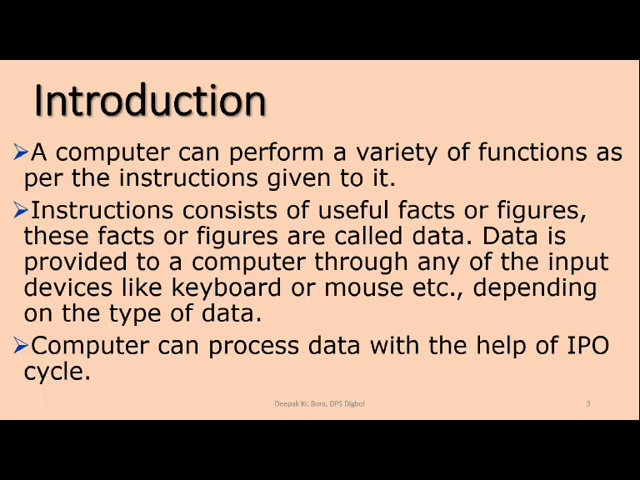 Introduction
➢A computer can perform a variety of functions as
per the instructions given to it.
➢Instructions consists of useful facts or figures,
these facts or figures are called data. Data is
provided to a computer through any of the input
devices like keyboard or mouse etc., depending
on the type of data.
➢Computer can process data with the help of IPO
cycle.
Deepak Kr. Bora, DPS Digboi
3